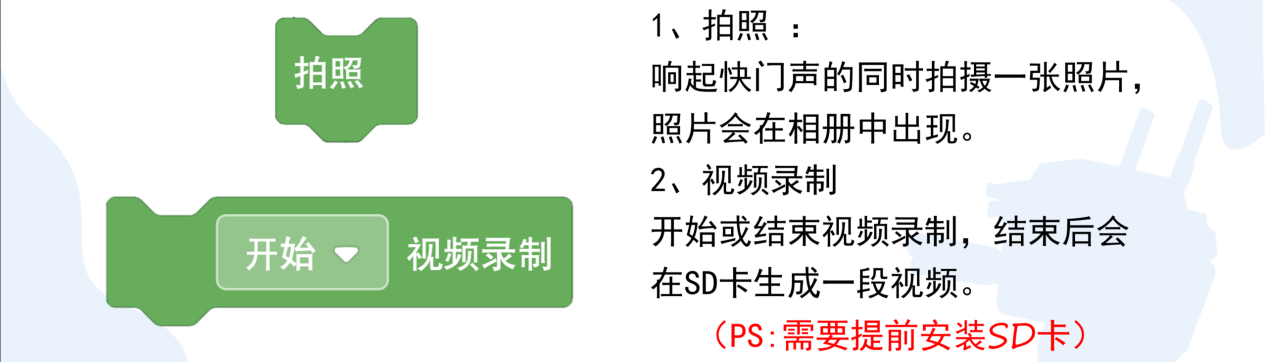 拍照
开始 视频录制
1、拍照 ：
响起快门声的同时拍摄一张照片，
照片会在相册中出现。
2、视频录制
开始或结束视频录制，结束后会
在SD卡生成一段视频。
（PS:需要提前安装SD卡）